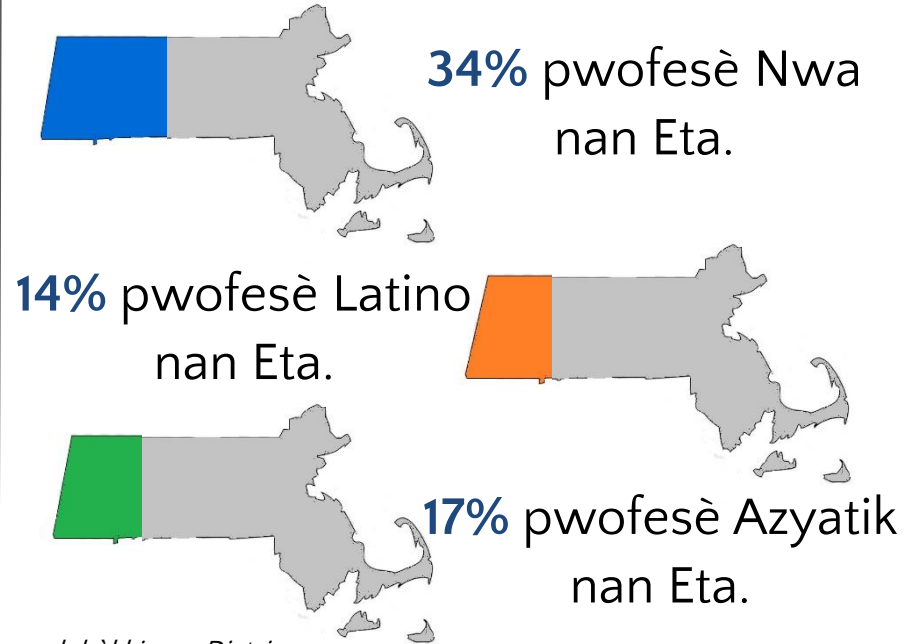 34% pwofesè Nwa
nan Eta.
14% pwofesè Latino
nan Eta.
17% pwofesè Azyatik
nan Eta.